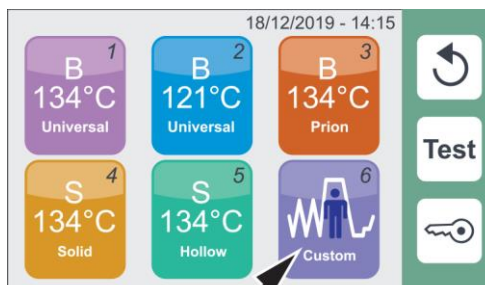 18/12/2019 - 14:15
1
B
134°C
Universal
2
B
121°C
Universal
3
B
134°C
Prion
4
S
134°C
Solid
5
S
134°C
Hollow
6
Custom
Test